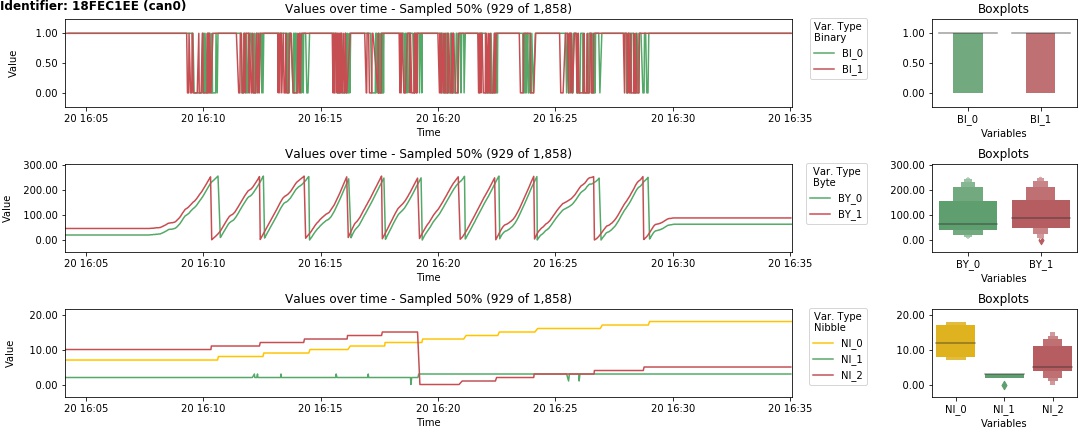 Identifier: 18FEC1EE (can0)
Values over time - Sampled 50% (929 of 1,858)
Boxplots
Value
1.00
0.50
0.00
20 16:05
20 16:10
20 16:15
20 16:20
20 16:25
20 16:30
20 16:35
Time
Var. Type
Binary
BI_0
BI_1
1.00
0.50
0.00
BI_0
BI_1
Variables
Values over time - Sampled 50% (929 of 1,858)
Boxplots
Value
300.00
200.00
100.00
0.00
20 16:05
20 16:10
20 16:15
20 16:20
20 16:25
20 16:30
20 16:35
Time
Var. Type
Byte
BY_0
BY_1
300.00
200.00
100.00
0.00
BY_0
BY_1
Variables
Values over time - Sampled 50% (929 of 1,858)
Boxplots
Value
20.00
10.00
0.00
20 16:05
20 16:10
20 16:15
20 16:20
20 16:25
20 16:30
20 16:35
Time
Var. Type
Nibble
NI_0
NI_1
NI_2
20.00
10.00
0.00
NI_0
NI_1
NI_2
Variables